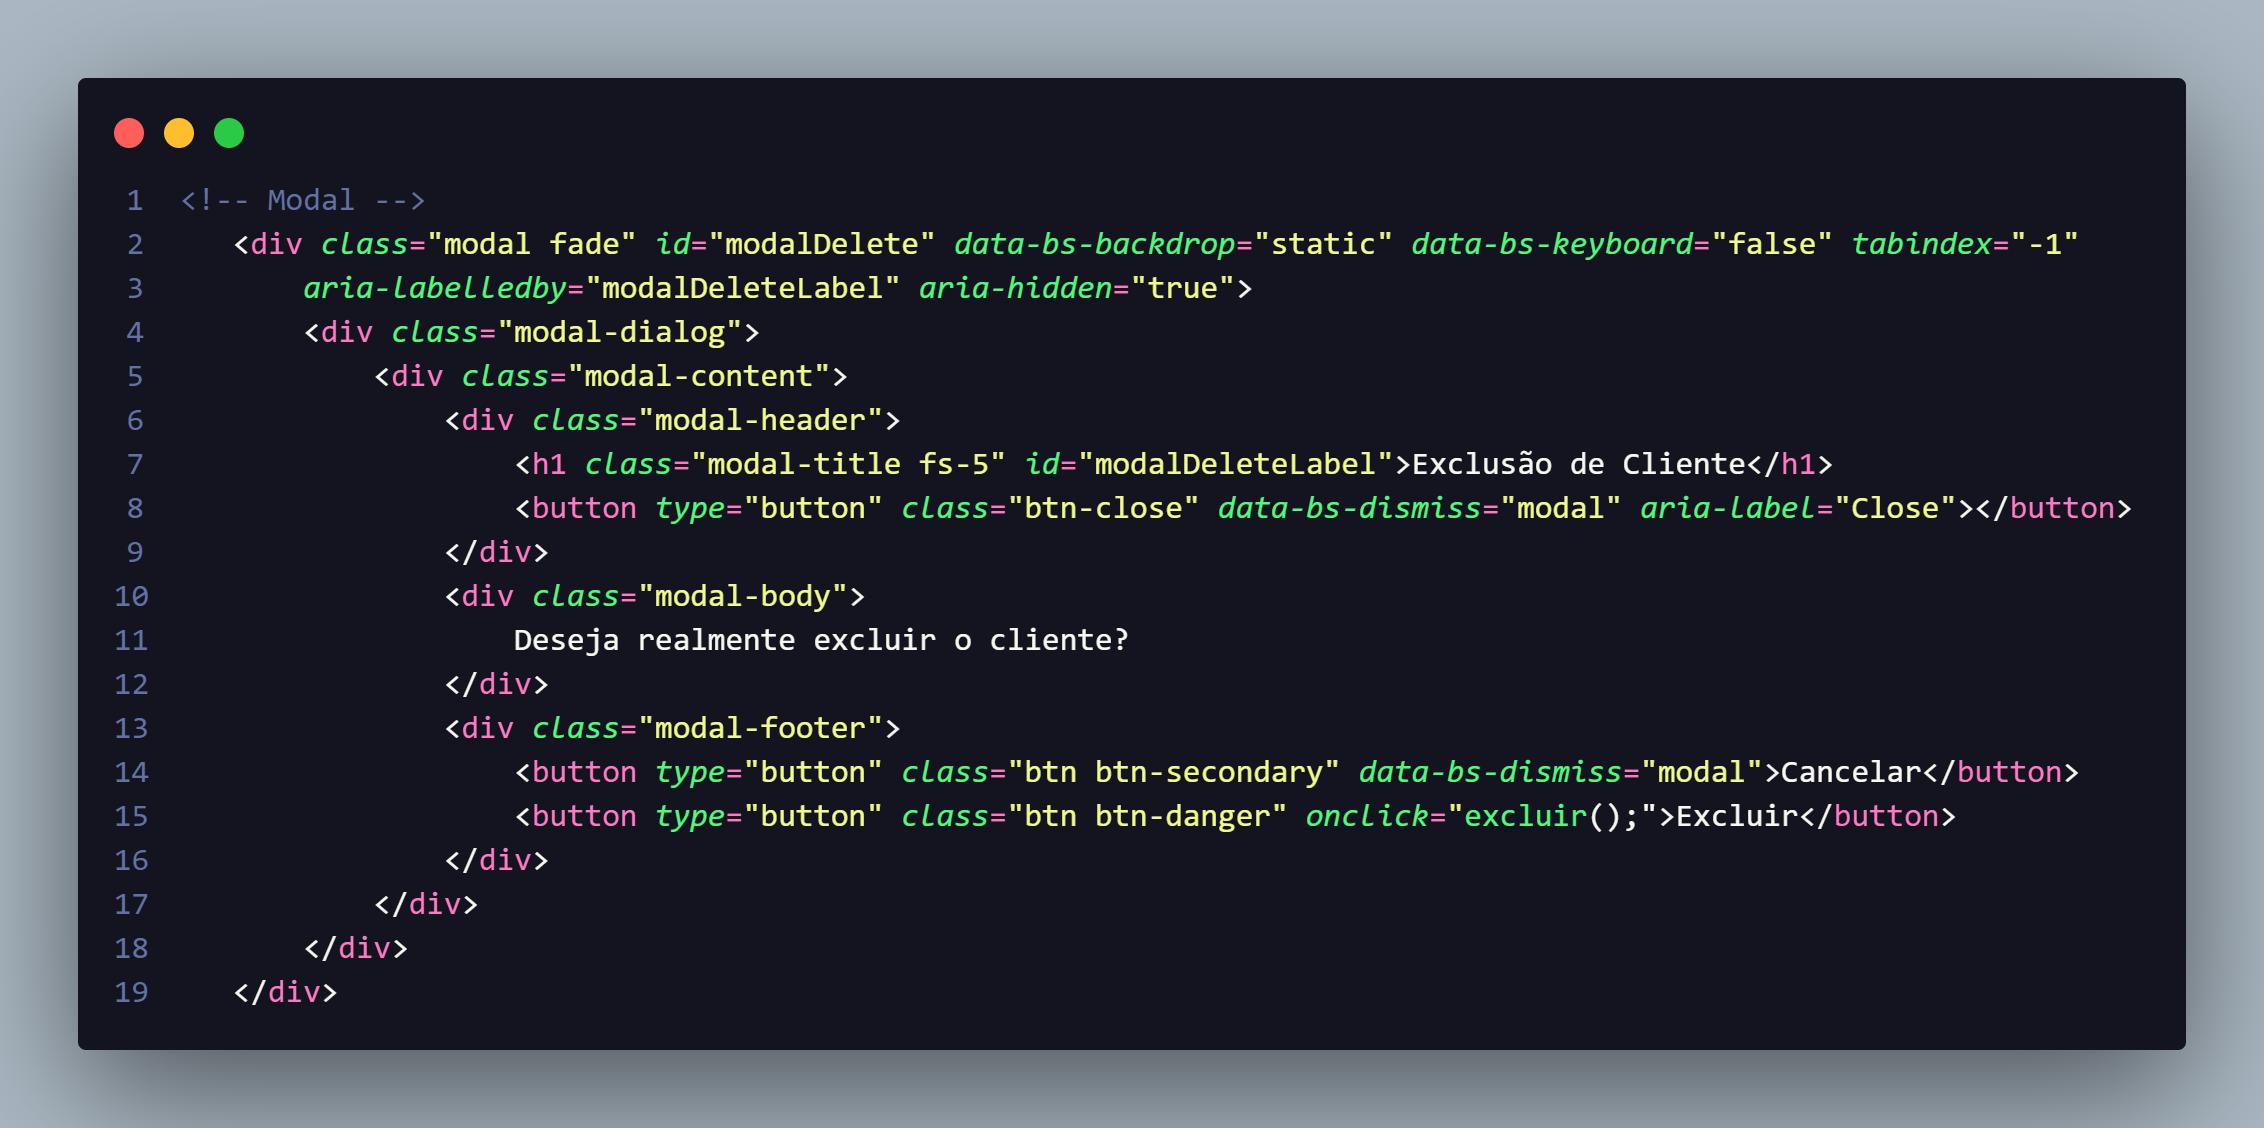 1 <!-- Modal -->
2 <div class="modal fade" id="modalDelete" data-bs-backdrop="static" data-bs-keyboard="false" tabindex="-1"
3 aria-labelledby="modalDeleteLabel" aria-hidden="true">
4 <div class="modal-dialog">
5 <div class="modal-content">
6 <div class="modal-header">
7 <h1 class="modal-title fs-5" id="modalDeleteLabel">Exclusão de Cliente</h1>
8 <button type="button" class="btn-close" data-bs-dismiss="modal" aria-label="Close"></button>
9 </div>
10 <div class="modal-body">
11 Deseja realmente excluir o cliente?
12 </div>
13 <div class="modal-footer">
14 <button type="button" class="btn btn-secondary" data-bs-dismiss="modal">Cancelar</button>
15 <button type="button" class="btn btn-danger" onclick="excluir();">Excluir</button>
16 </div>
17 </div>
18 </div>
19 </div>